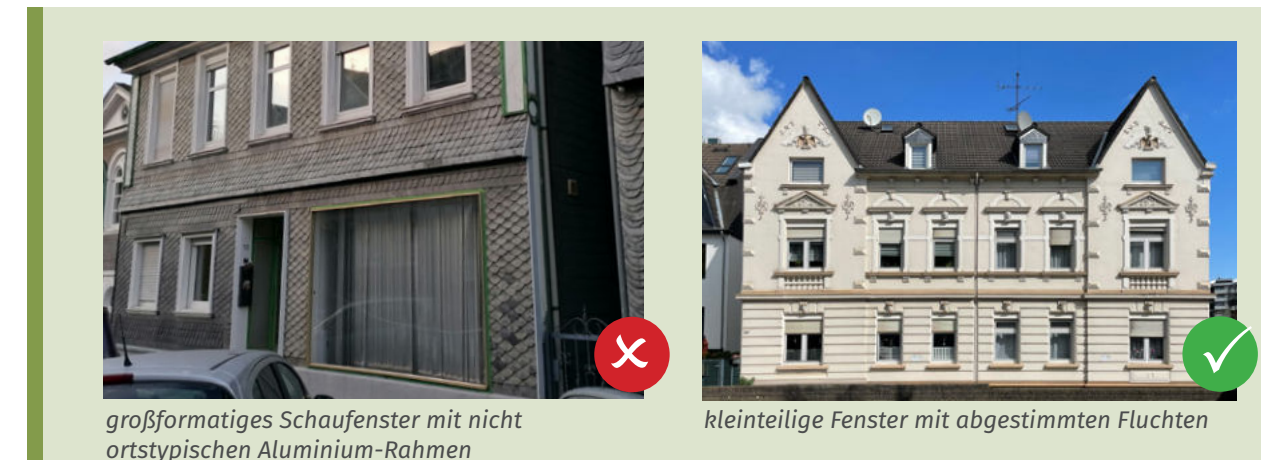 großformatiges Schaufenster mit nicht
ortstypischen Aluminium-Rahmen
kleinteilige Fenster mit abgestimmten Fluchten